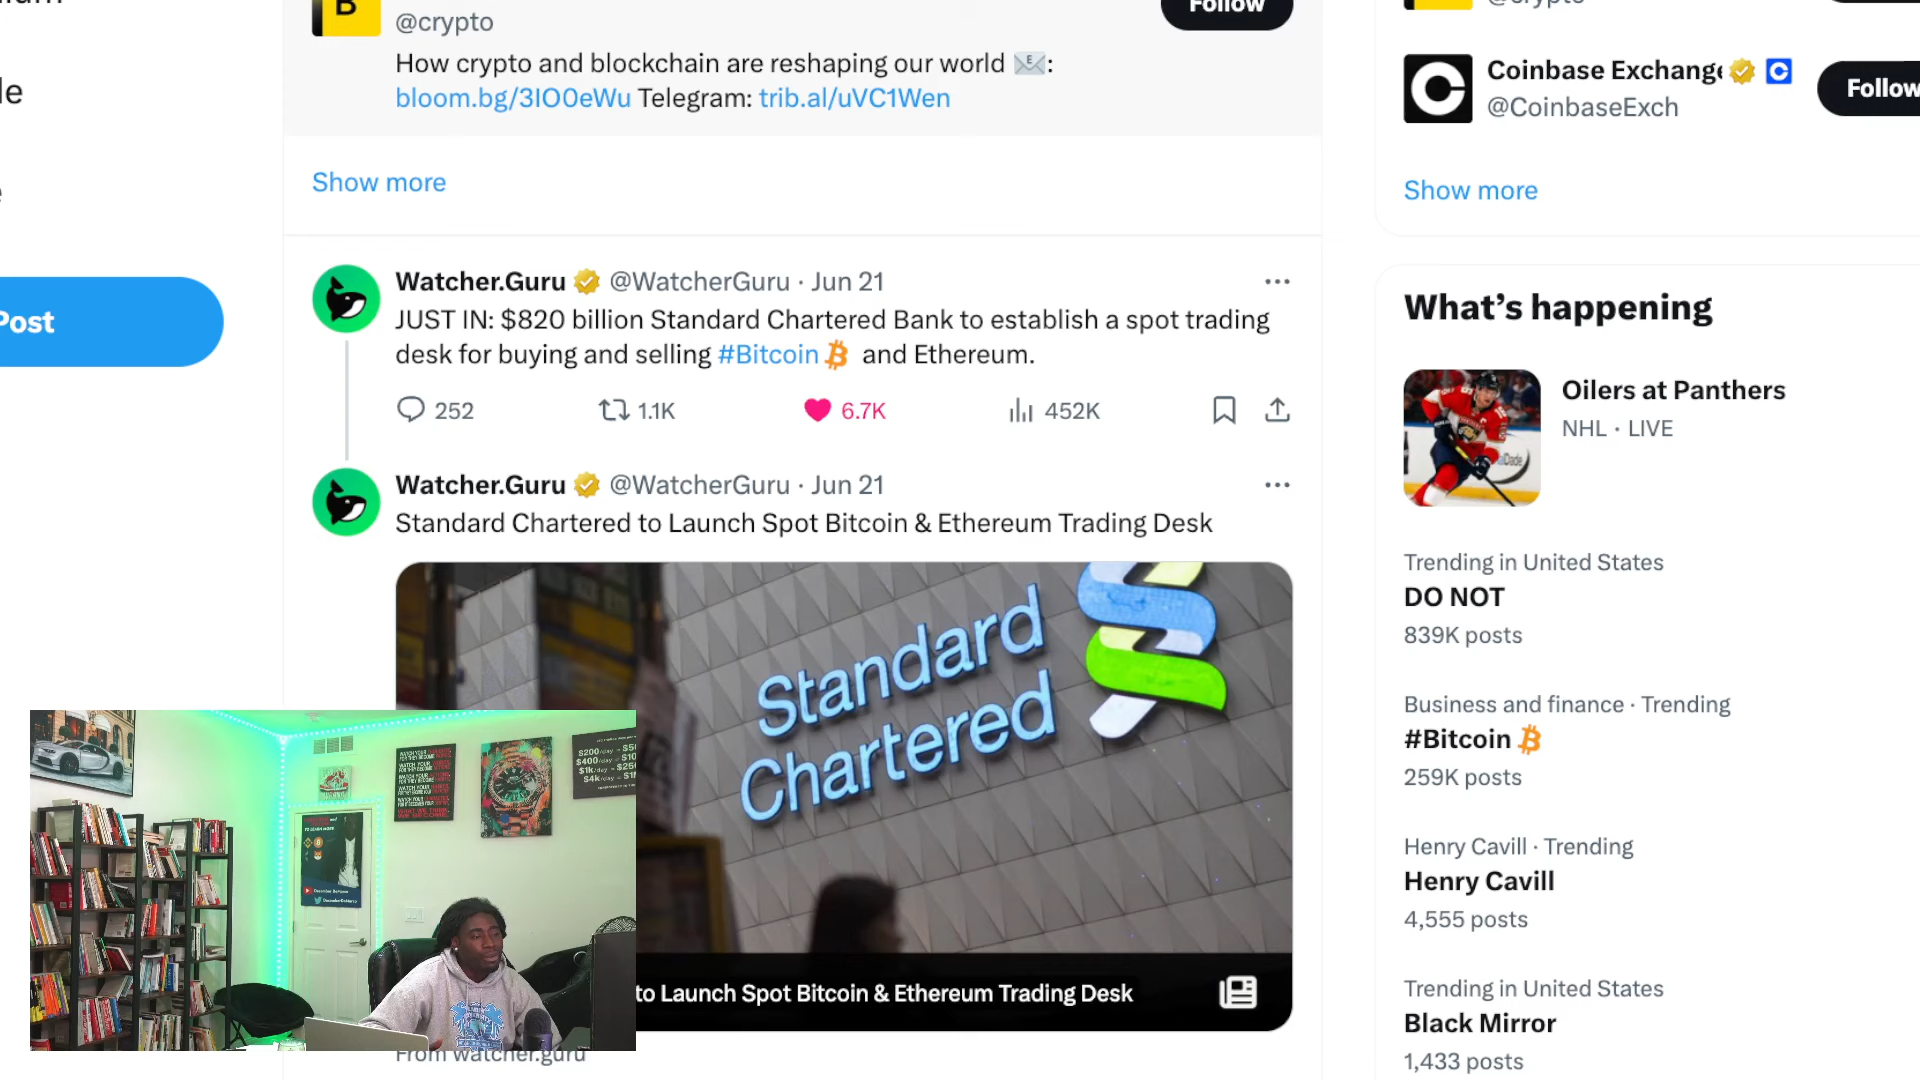 B
@crypto
Follow
How crypto and blockchain are reshaping our world E:
bloom.bg/3IO0eWu Telegram: trib.al/uVC1Wen
Show more
Coinbase Exchange
@CoinbaseExch
Follow
Show more
Post
Watcher.Guru @WatcherGuru · Jun 21
JUST IN: $820 billion Standard Chartered Bank to establish a spot trading
desk for buying and selling #Bitcoin and Ethereum.
252 1.1K 6.7K 452K
Watcher.Guru @WatcherGuru · Jun 21
Standard Chartered to Launch Spot Bitcoin & Ethereum Trading Desk
Standard
Chartered
to Launch Spot Bitcoin & Ethereum Trading Desk
From watcher.guru
What's happening
Oilers at Panthers
NHL · LIVE
Trending in United States
DO NOT
839K posts
Business and finance · Trending
#Bitcoin
259K posts
Henry Cavill · Trending
Henry Cavill
4,555 posts
Trending in United States
Black Mirror
1,433 posts